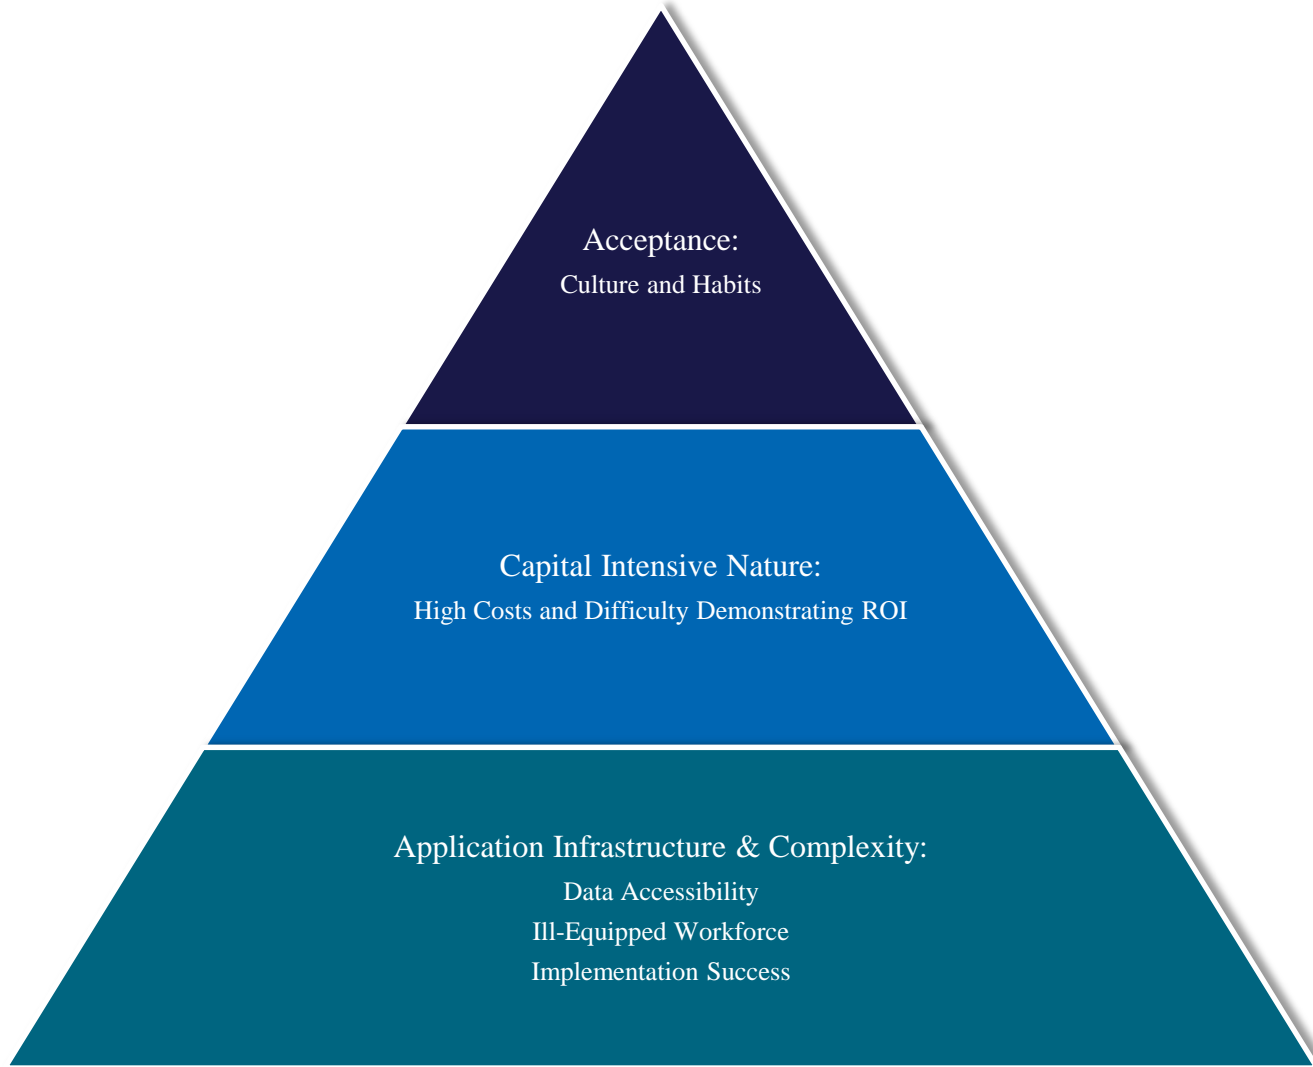 Acceptance:
Culture and Habits
Capital Intensive Nature:
High Costs and Difficulty Demonstrating ROI
Application Infrastructure & Complexity:
Data Accessibility
Ill-Equipped Workforce
Implementation Success